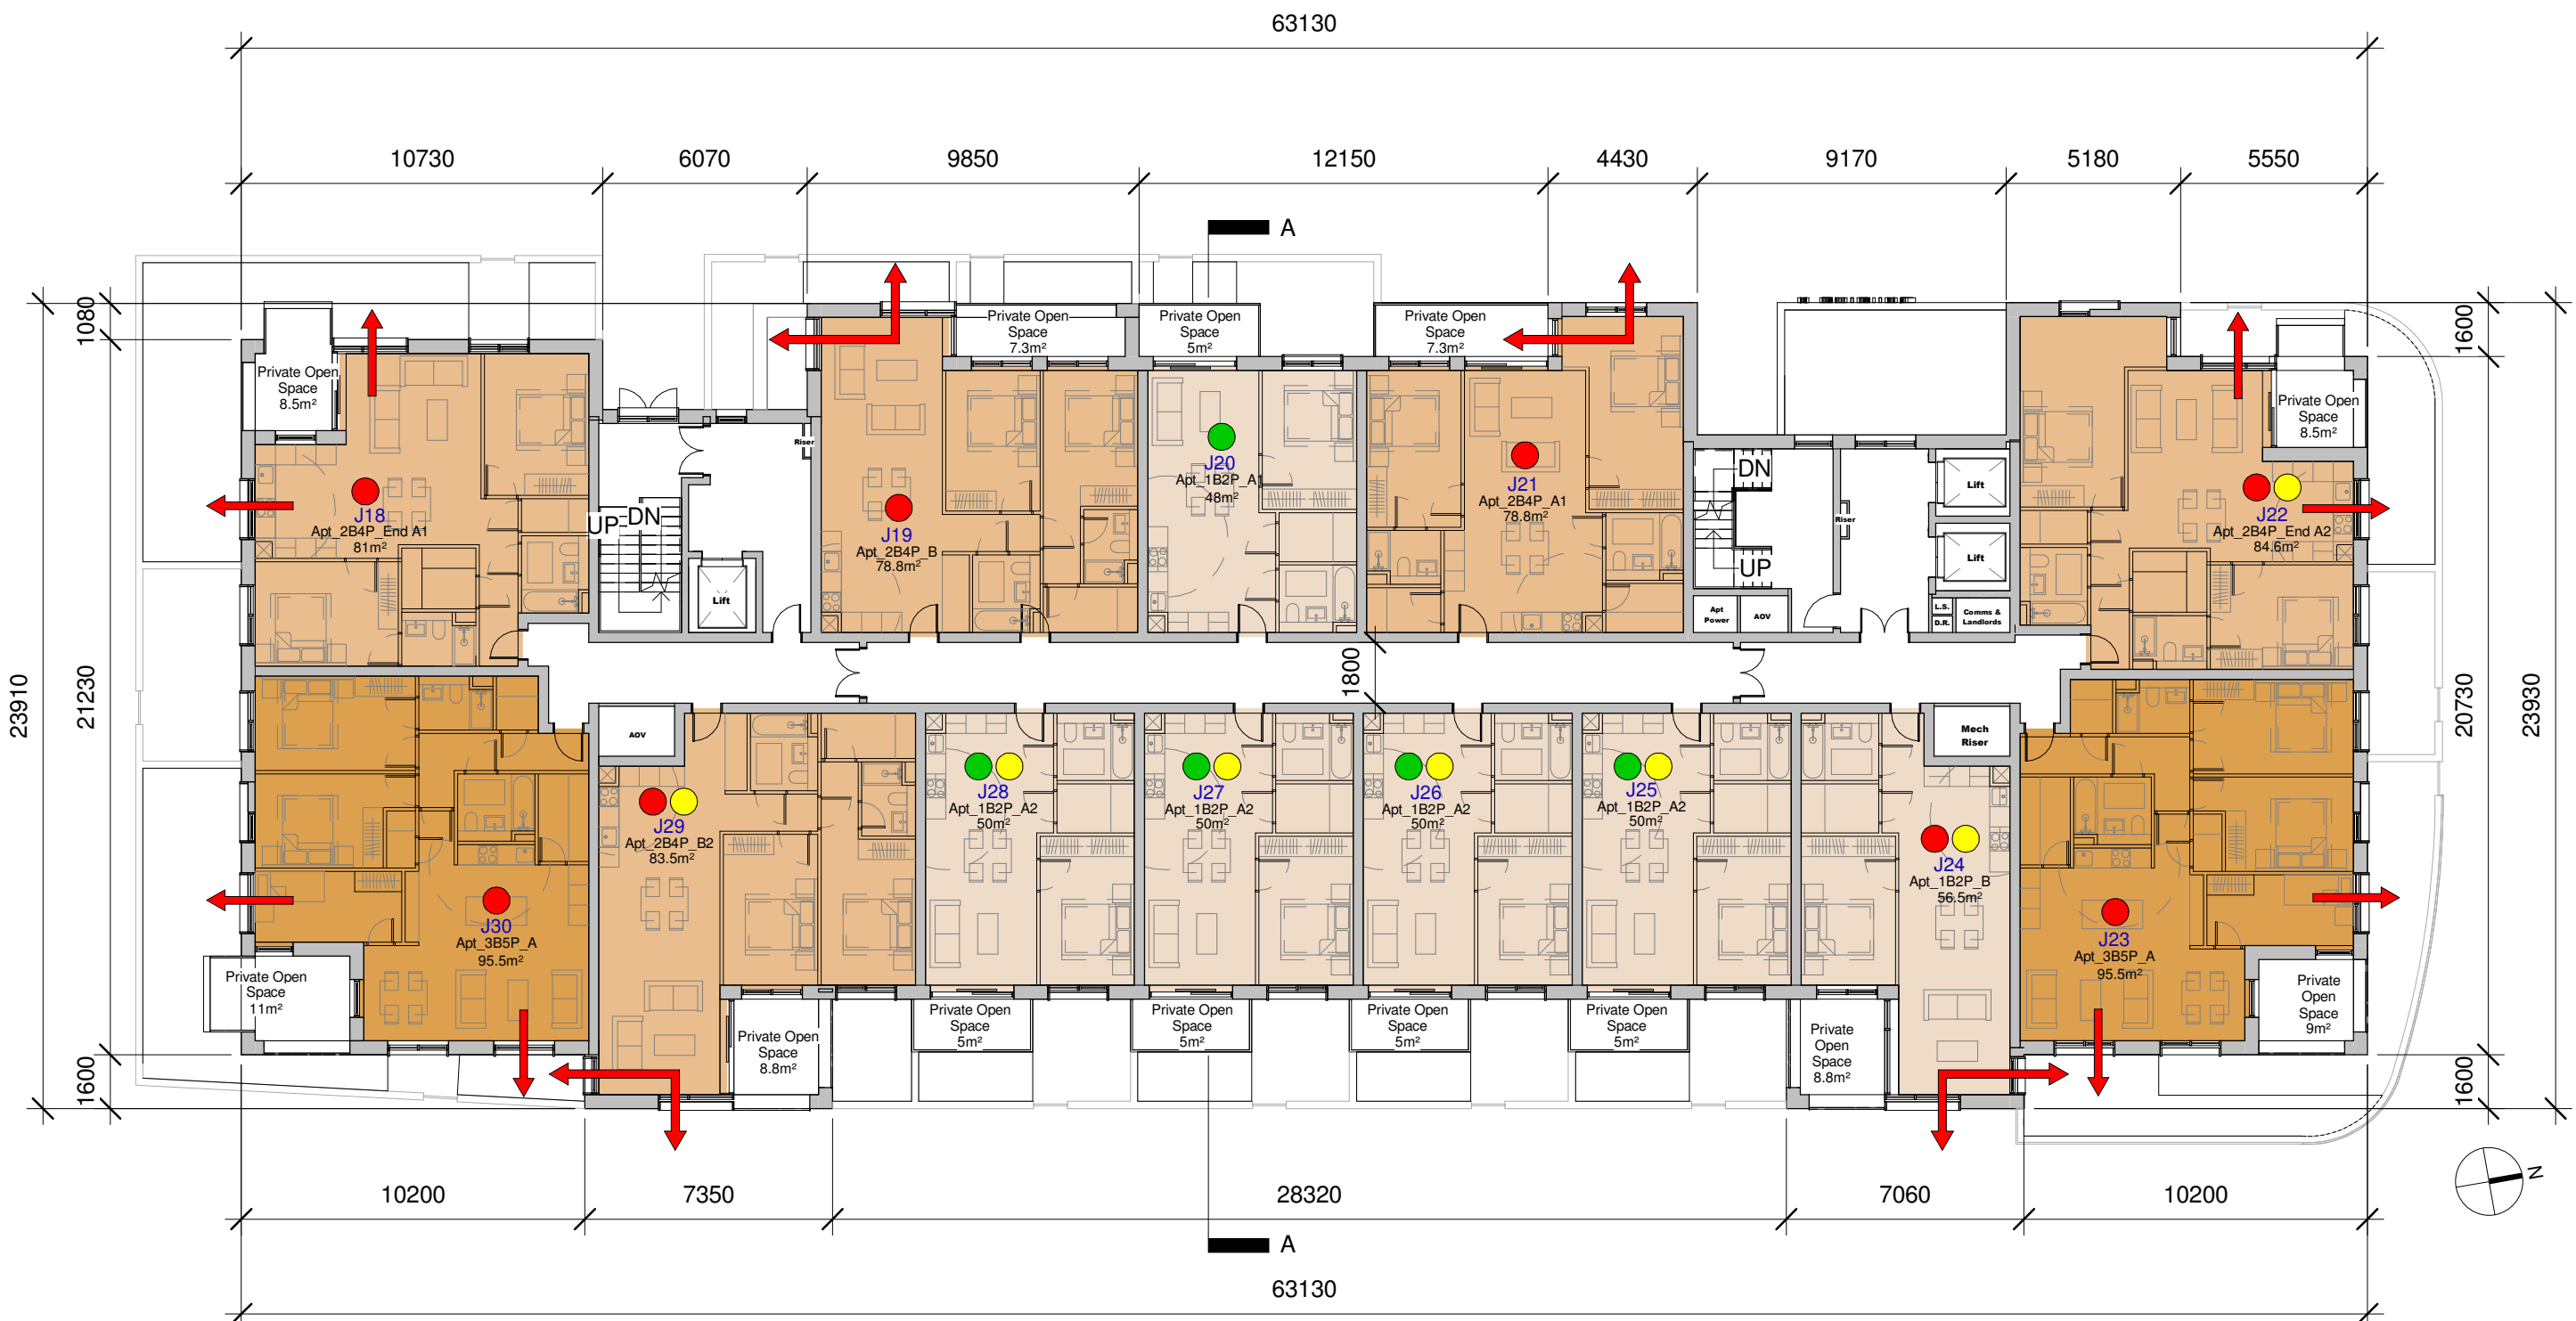 63130
10730
6070
9850
12150
4430
9170
5180
5550
A
1080
23910
21230
1600
1600
20730
23930
1600
Private Open
Space
8.5m²
J18
Apt_2B4P_End A1
81m²
UP
DN
Lift
Riser
J19
Apt_2B4P_B
78.8m²
Private Open
Space
7.3m²
Private Open
Space
5m²
J20
Apt_1B2P_A1
48m²
Private Open
Space
7.3m²
J21
Apt_2B4P_A1
78.8m²
DN
UP
Apt
Power
AOV
Riser
Lift
Lift
L.S.
D.R.
Comms &
Landlords
J22
Apt_2B4P_End A2
84.6m²
Private Open
Space
8.5m²
1800
J30
Apt_3B5P_A
95.5m²
Private Open
Space
11m²
AOV
J29
Apt_2B4P_B2
83.5m²
Private Open
Space
8.8m²
J28
Apt_1B2P_A2
50m²
Private Open
Space
5m²
J27
Apt_1B2P_A2
50m²
Private Open
Space
5m²
J26
Apt_1B2P_A2
50m²
Private Open
Space
5m²
J25
Apt_1B2P_A2
50m²
Private Open
Space
5m²
J24
Apt_1B2P_B
56.5m²
Private
Open
Space
8.8m²
Mech
Riser
J23
Apt_3B5P_A
95.5m²
Private
Open
Space
9m²
N
10200
7350
28320
7060
10200
A
63130